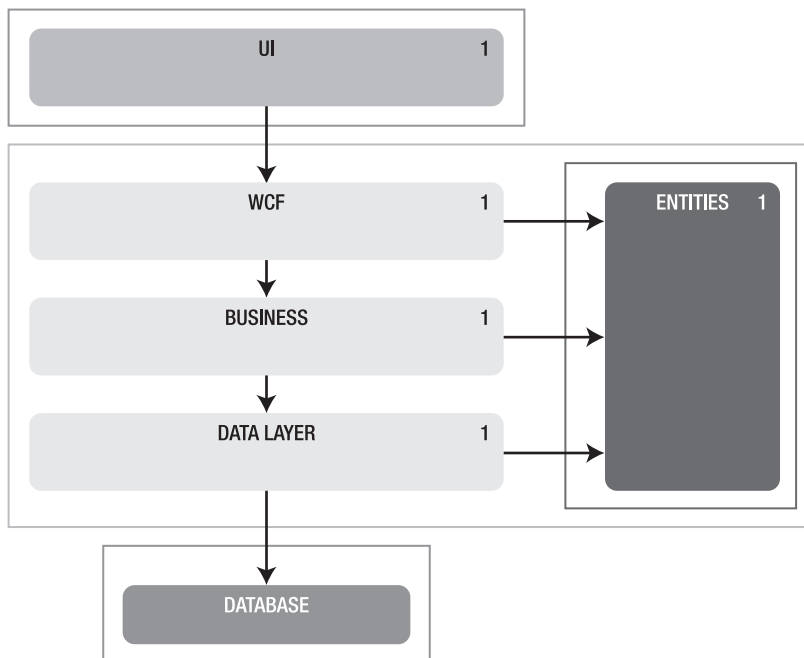 UI 1
WCF 1
ENTITIES 1
BUSINESS 1
DATA LAYER 1
DATABASE